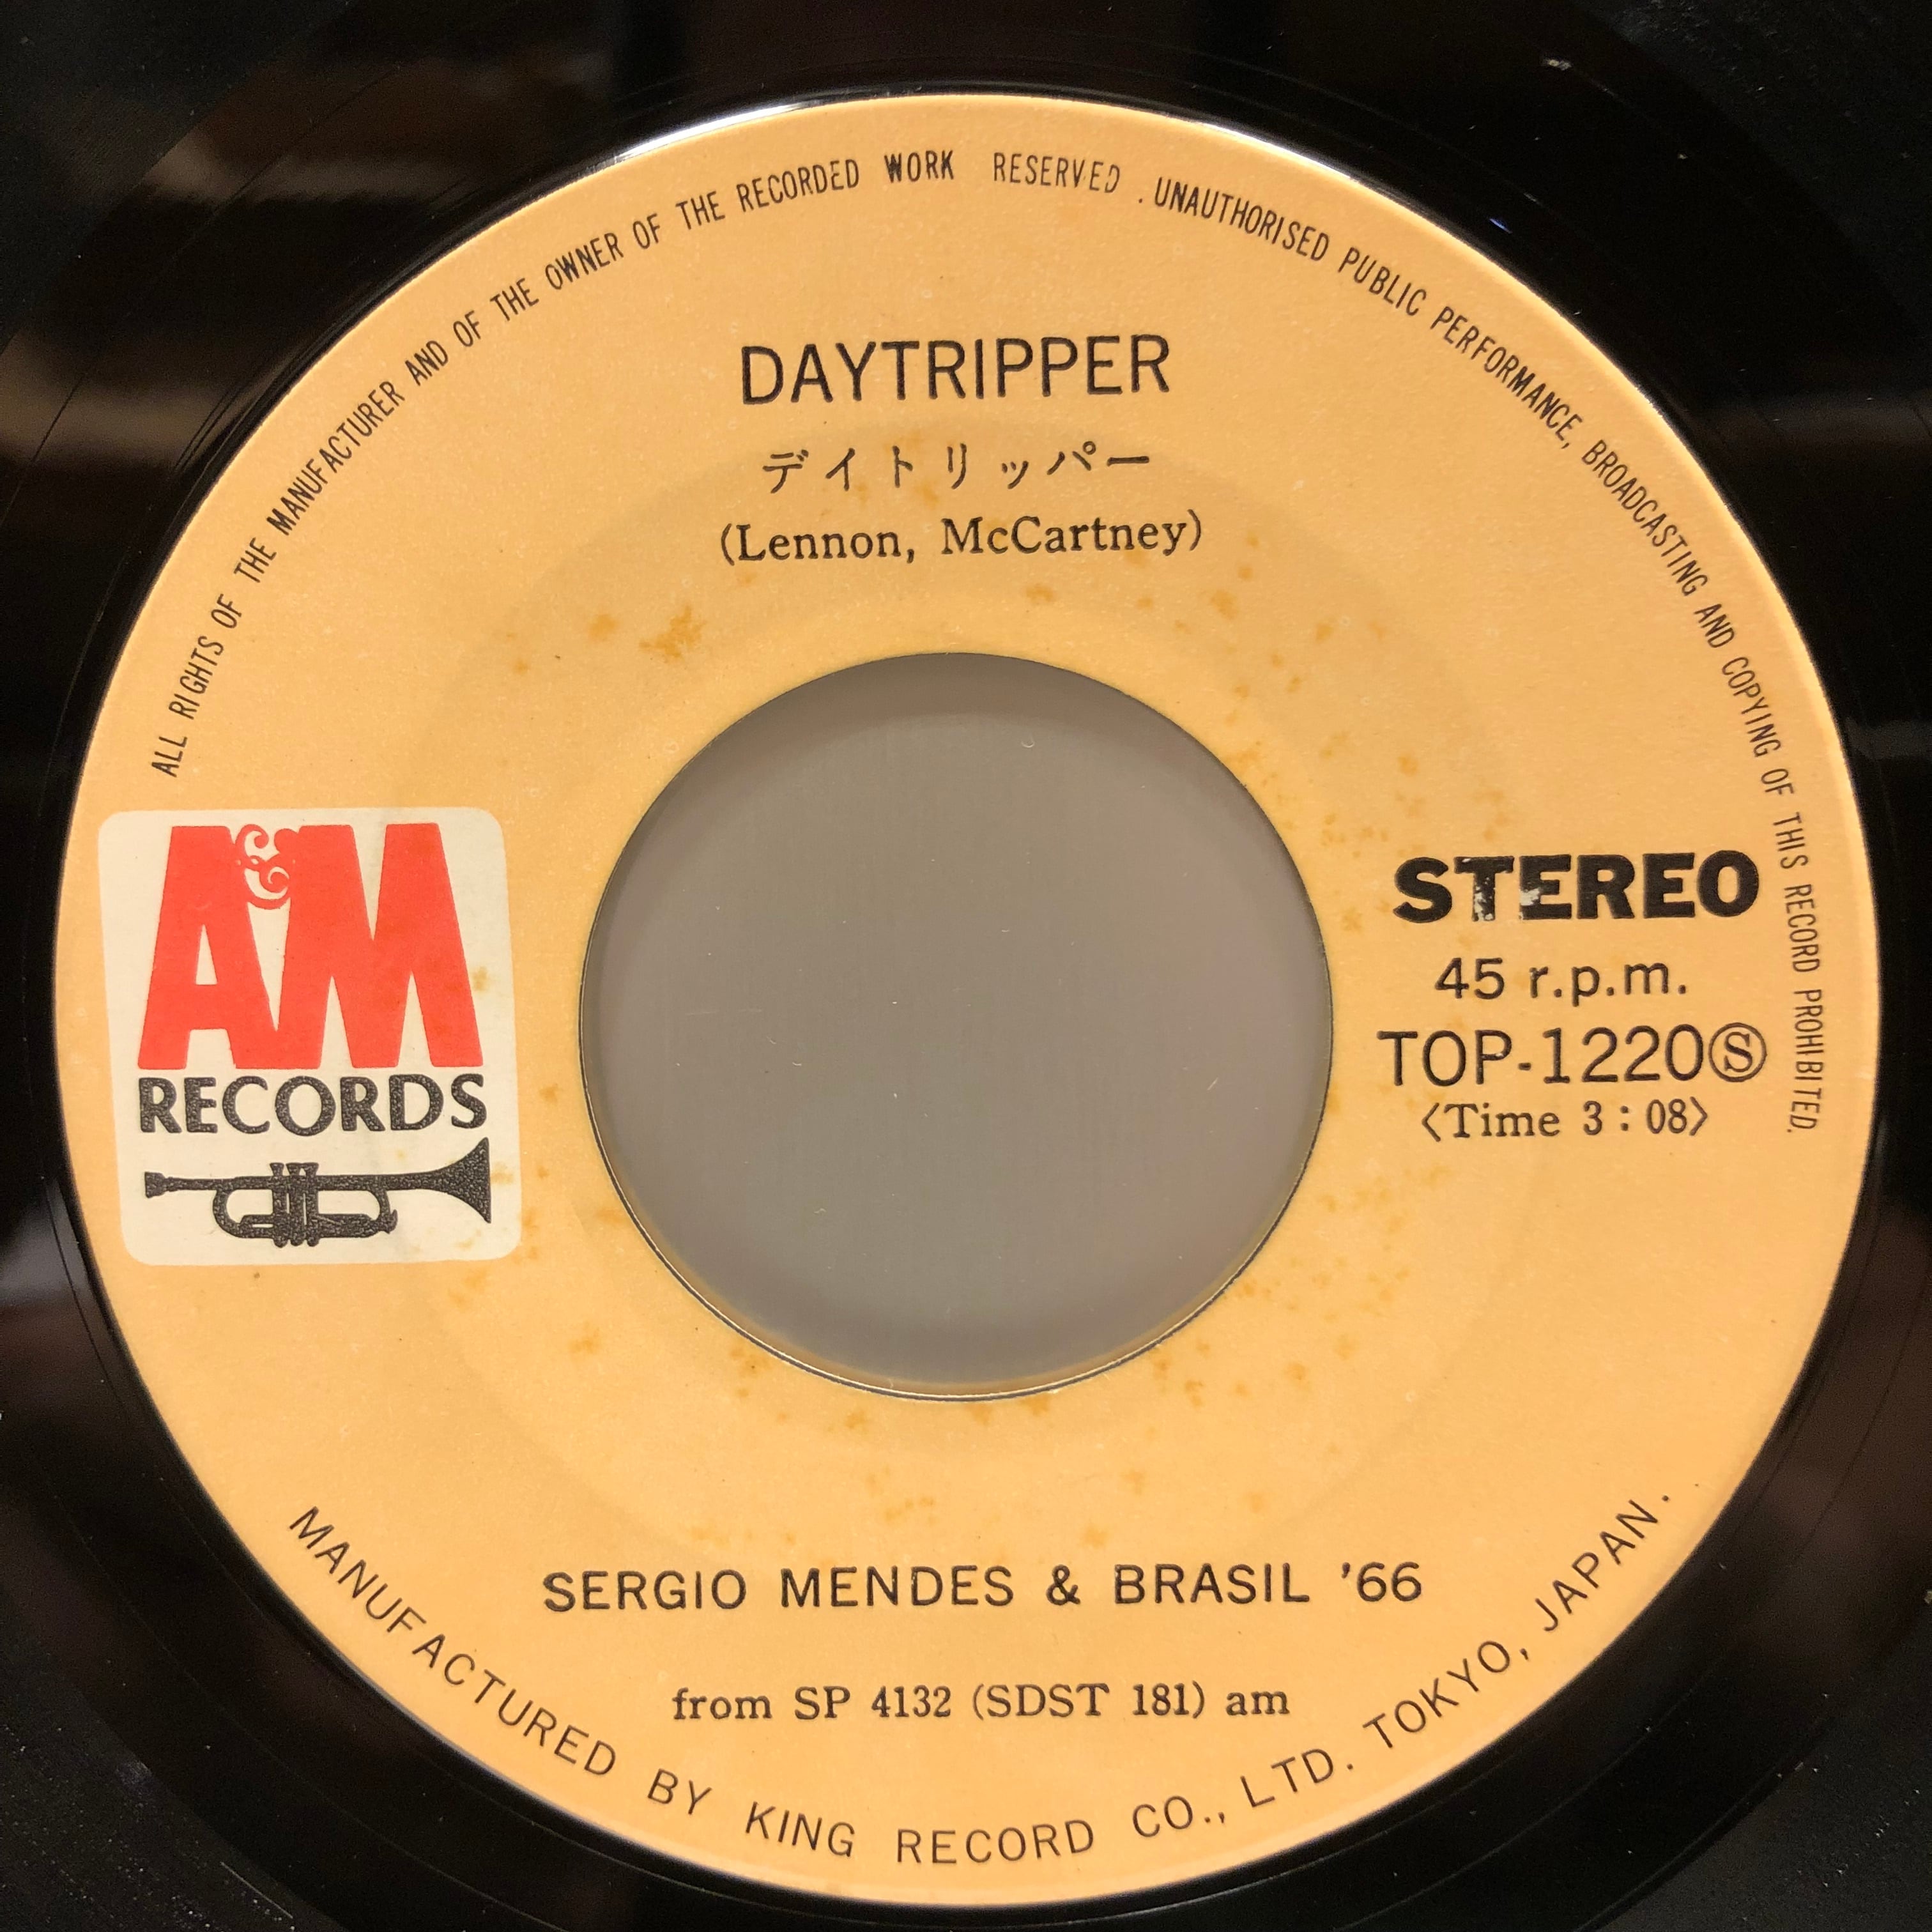 ALL RIGHTS OF THE MANUFACTURER AND OF THE OWNER OF THE RECORDED WORK RESERVED . UNAUTHORISED PUBLIC PERFORMANCE, BROADCASTING AND COPYING OF THIS RECORD PROHIBITED.
DAYTRIPPER
デイトリッパー
(Lennon, McCartney)
A&M
RECORDS
STEREO
45 r.p.m.
TOP-1220Ⓢ
〈Time 3:08〉
SERGIO MENDES & BRASIL '66
from SP 4132 (SDST 181) am
MANUFACTURED BY KING RECORD CO., LTD. TOKYO, JAPAN.